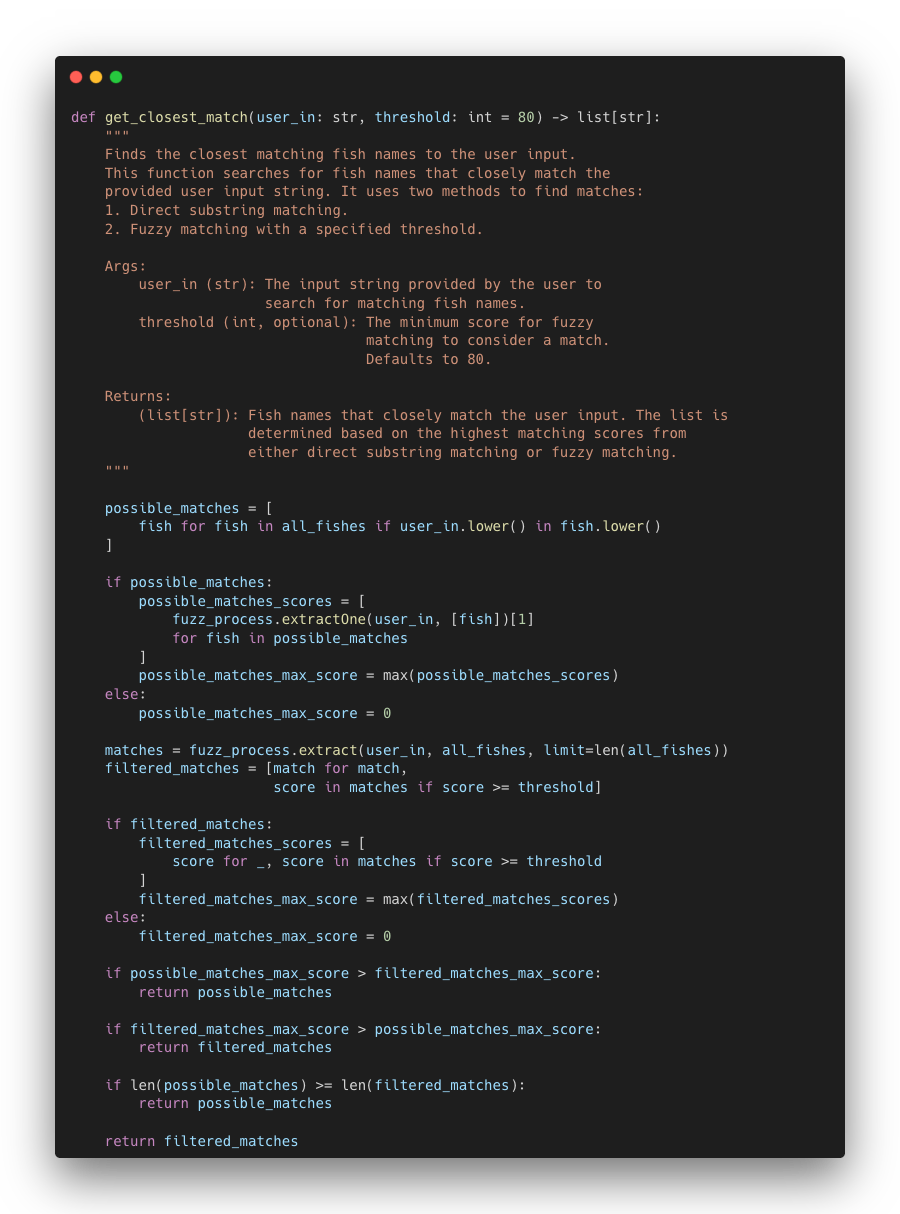 def get_closest_match(user_in: str, threshold: int = 80) -> list[str]:
    """
    Finds the closest matching fish names to the user input.
    This function searches for fish names that closely match the
    provided user input string. It uses two methods to find matches:
    1. Direct substring matching.
    2. Fuzzy matching with a specified threshold.

    Args:
        user_in (str): The input string provided by the user to
                       search for matching fish names.
        threshold (int, optional): The minimum score for fuzzy
                                   matching to consider a match.
                                   Defaults to 80.

    Returns:
        (list[str]): Fish names that closely match the user input. The list is
                     determined based on the highest matching scores from
                     either direct substring matching or fuzzy matching.
    """

    possible_matches = [
        fish for fish in all_fishes if user_in.lower() in fish.lower()
    ]

    if possible_matches:
        possible_matches_scores = [
            fuzz_process.extractOne(user_in, [fish])[1]
            for fish in possible_matches
        ]
        possible_matches_max_score = max(possible_matches_scores)
    else:
        possible_matches_max_score = 0

    matches = fuzz_process.extract(user_in, all_fishes, limit=len(all_fishes))
    filtered_matches = [match for match,
                        score in matches if score >= threshold]

    if filtered_matches:
        filtered_matches_scores = [
            score for _, score in matches if score >= threshold
        ]
        filtered_matches_max_score = max(filtered_matches_scores)
    else:
        filtered_matches_max_score = 0

    if possible_matches_max_score > filtered_matches_max_score:
        return possible_matches

    if filtered_matches_max_score > possible_matches_max_score:
        return filtered_matches

    if len(possible_matches) >= len(filtered_matches):
        return possible_matches

    return filtered_matches